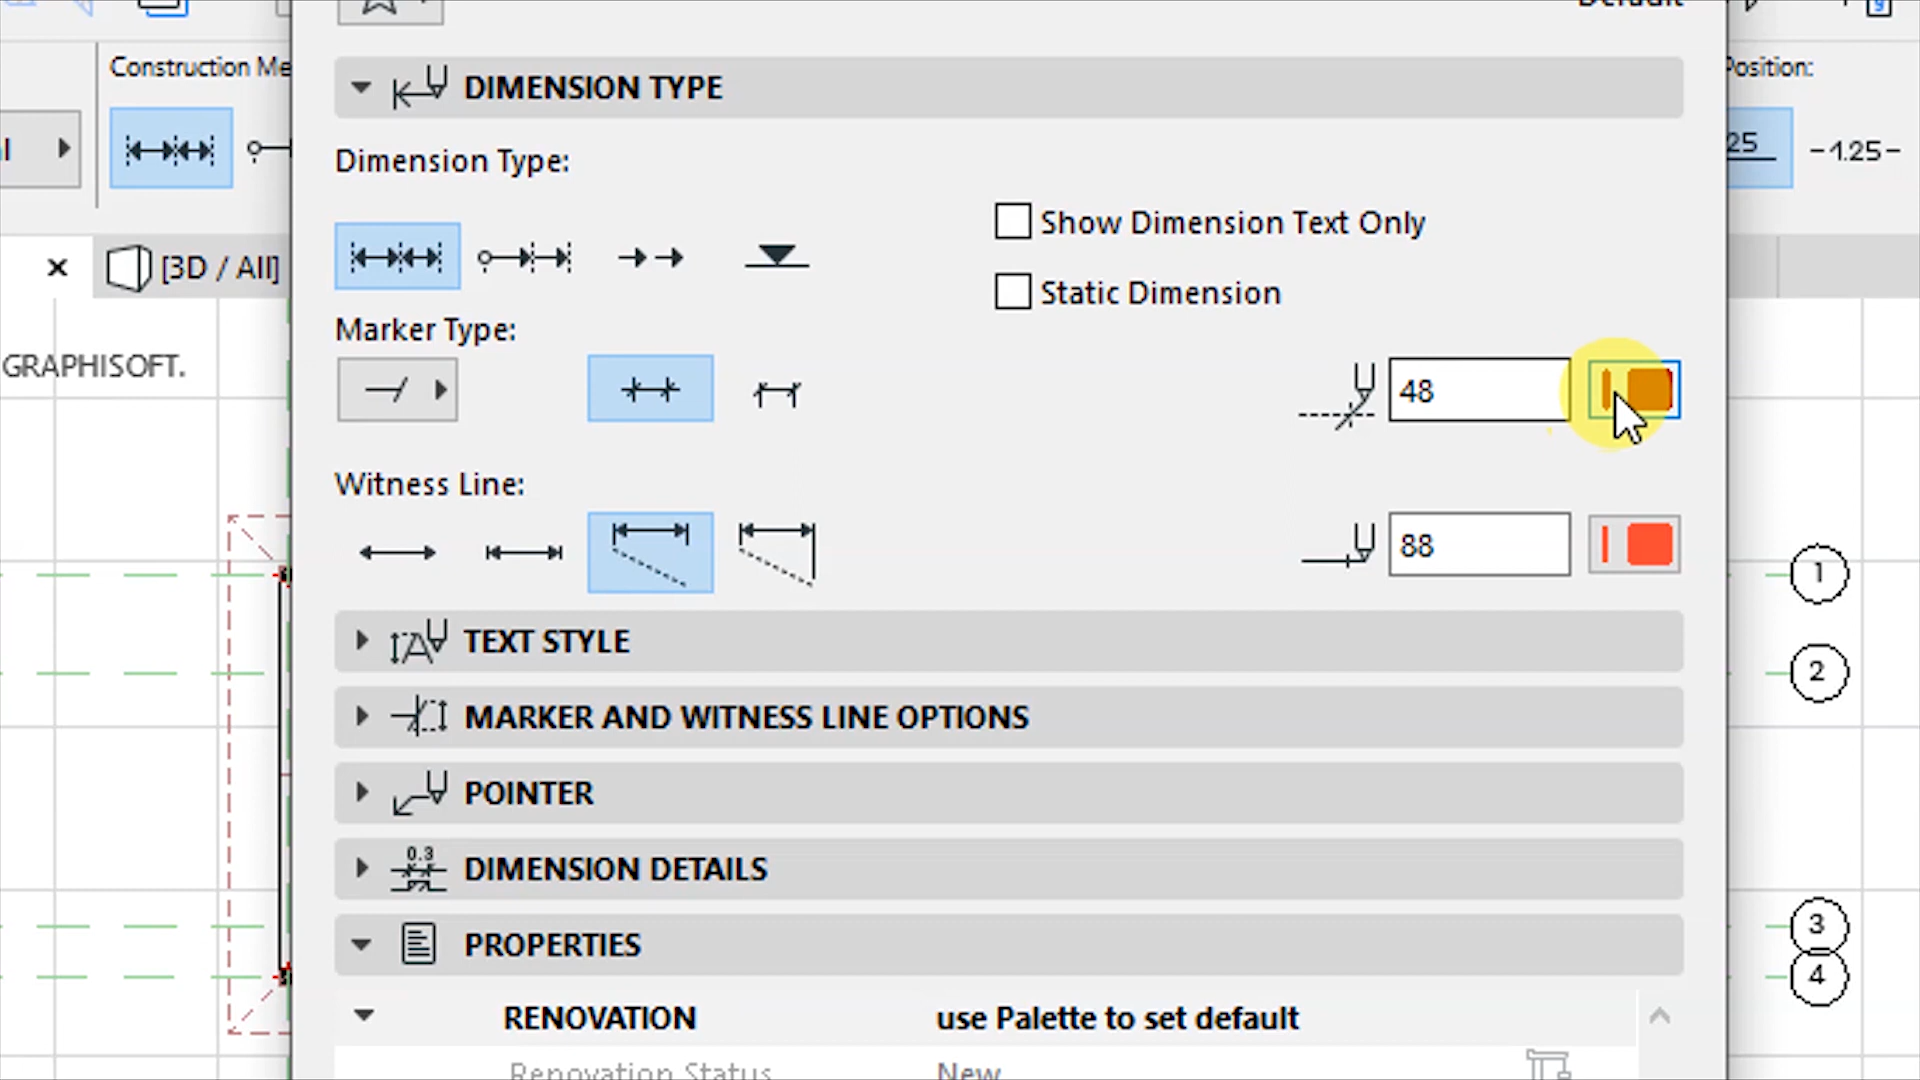 Default
Construction Me
Position:
DIMENSION TYPE
Dimension Type:
25
-1.25-
Show Dimension Text Only
[3D / All]
Static Dimension
Marker Type:
GRAPHISOFT.
48
Witness Line:
88
1
TEXT STYLE
2
MARKER AND WITNESS LINE OPTIONS
POINTER
0.3
DIMENSION DETAILS
3
PROPERTIES
4
RENOVATION
use Palette to set default
Renovation Status
New